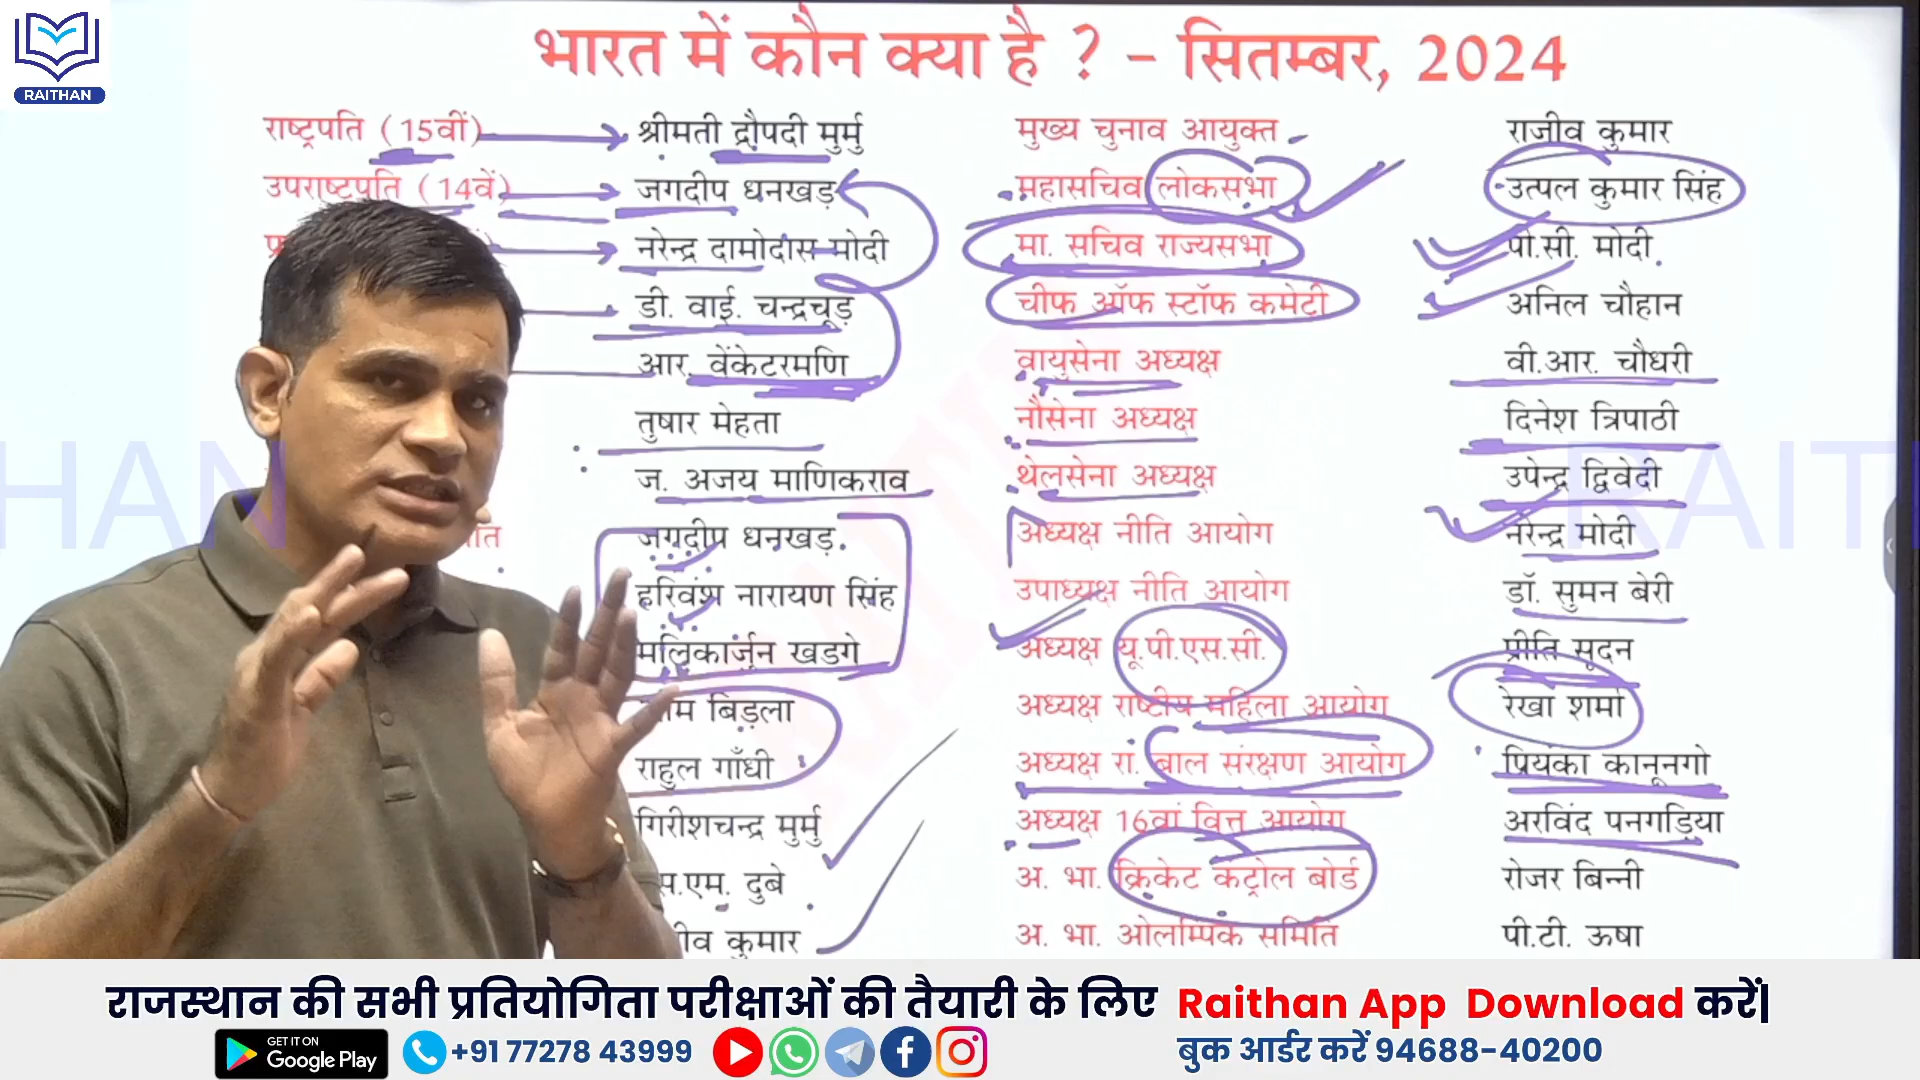 RAITHAN
भारत में कौन क्या है ? - सितम्बर, 2024
राष्ट्रपति (15वीं) श्रीमती द्रौपदी मुर्मु
उपराष्टपति (14वें) जगदीप धनखड़
नरेन्द्र दामोदास मोदी
डी. वाई. चन्द्रचूड़
आर. वेंकेटरमणि
तुषार मेहता
ज. अजय माणिकराव
जगदीप धनखड़.
हरिवंश नारायण सिंह
मलिकार्जुन खडगे
बिड़ला
राहुल गाँधी
गिरीशचन्द्र मुर्मु
दुबे
कुमार
मुख्य चुनाव आयुक्त राजीव कुमार
महासचिव लोकसभा उत्पल कुमार सिंह
मा. सचिव राज्यसभा पी.सी. मोदी
चीफ ऑफ स्टॉफ कमेटी अनिल चौहान
वायुसेना अध्यक्ष वी.आर. चौधरी
नौसेना अध्यक्ष दिनेश त्रिपाठी
थेलसेना अध्यक्ष उपेन्द्र द्विवेदी
अध्यक्ष नीति आयोग नरेन्द्र मोदी
उपाध्यक्ष नीति आयोग डॉ. सुमन बेरी
अध्यक्ष यू.पी.एस.सी. प्रीति सूदन
अध्यक्ष राष्टीय महिला आयोग रेखा शर्मा
अध्यक्ष रा. बाल संरक्षण आयोग प्रियंका कानूनगो
अध्यक्ष 16वां वित्त आयोग अरविंद पनगड़िया
अ. भा. क्रिकेट कंट्रोल बोर्ड रोजर बिन्नी
अ. भा. ओलम्पिक समिति पी.टी. ऊषा
राजस्थान की सभी प्रतियोगिता परीक्षाओं की तैयारी के लिए Raithan App Download करें|
GET IT ON
Google Play
+91 77278 43999
बुक आर्डर करें 94688-40200